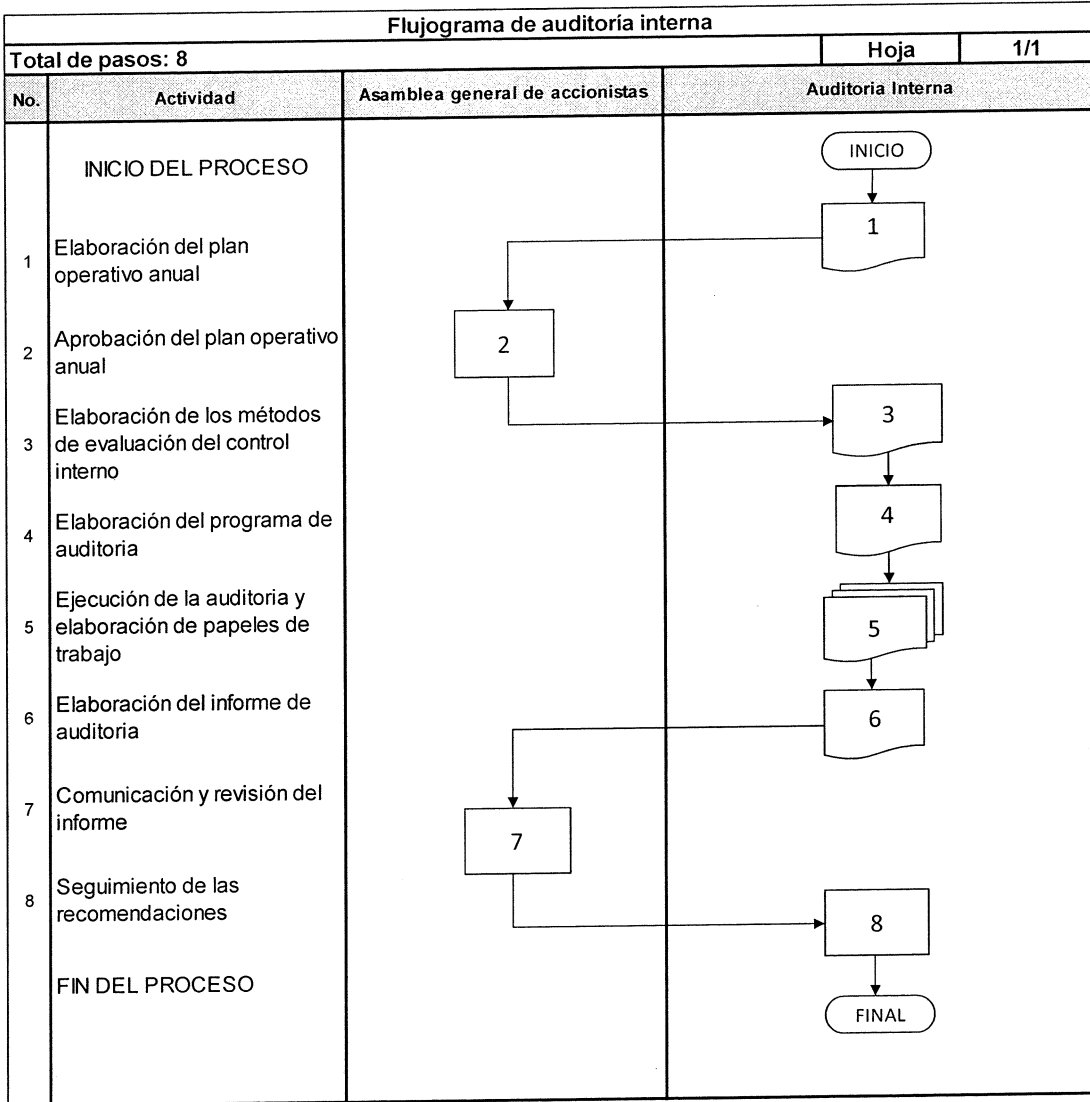 Flujograma de auditoría interna
Total de pasos: 8
Hoja
1/1
No.
Actividad
Asamblea general de accionistas
Auditoria Interna
INICIO DEL PROCESO
INICIO
1
Elaboración del plan
operativo anual
1
2
Aprobación del plan operativo
anual
2
3
Elaboración de los métodos
de evaluación del control
interno
3
4
Elaboración del programa de
auditoria
4
5
Ejecución de la auditoria y
elaboración de papeles de
trabajo
5
6
Elaboración del informe de
auditoria
6
7
Comunicación y revisión del
informe
7
8
Seguimiento de las
recomendaciones
8
FIN DEL PROCESO
FINAL